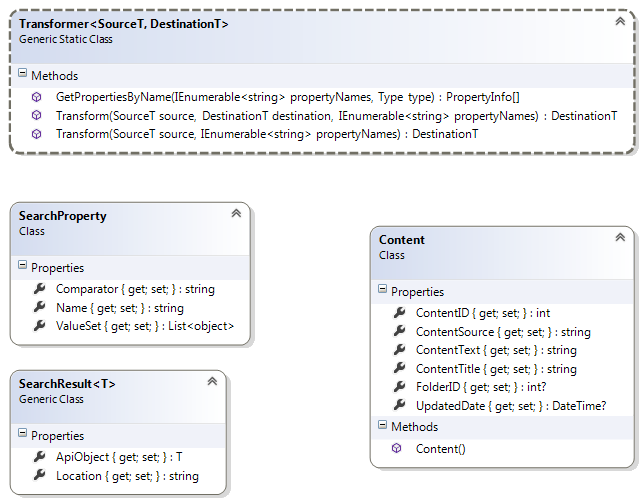 Transformer<SourceT, DestinationT>
Generic Static Class
Methods
GetPropertiesByName(IEnumerable<string> propertyNames, Type type) : PropertyInfo[]
Transform(SourceT source, DestinationT destination, IEnumerable<string> propertyNames) : DestinationT
Transform(SourceT source, IEnumerable<string> propertyNames) : DestinationT
SearchProperty
Class
Properties
Comparator { get; set; } : string
Name { get; set; } : string
ValueSet { get; set; } : List<object>
Content
Class
Properties
ContentID { get; set; } : int
ContentSource { get; set; } : string
ContentText { get; set; } : string
ContentTitle { get; set; } : string
FolderID { get; set; } : int?
UpdatedDate { get; set; } : DateTime?
Methods
Content()
SearchResult<T>
Generic Class
Properties
ApiObject { get; set; } : T
Location { get; set; } : string